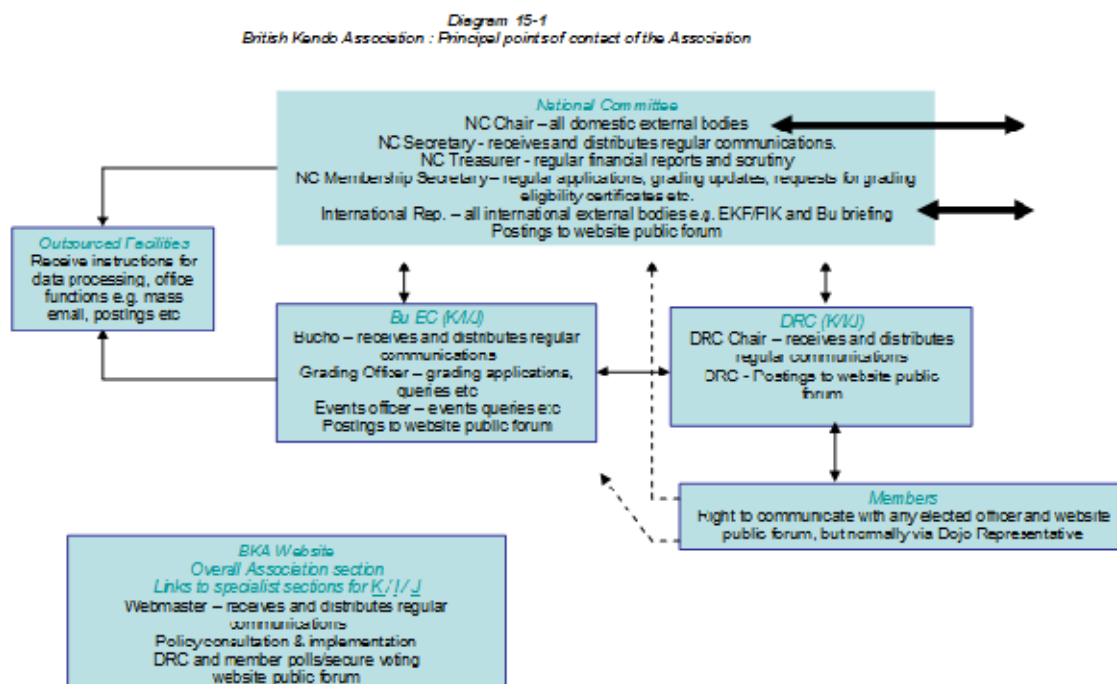 Diagram 15-1
British Kendo Association : Principal points of contact of the Association
National Committee
NC Chair – all domestic external bodies
NC Secretary - receives and distributes regular communications.
NC Treasurer - regular financial reports and scrutiny
NC Membership Secretary – regular applications, grading updates, requests for grading
eligibility certificates etc.
International Rep. – all international external bodies e.g. EKF/FIK and Bu briefing
Postings to website public forum
Outsourced Facilities
Receive instructions for
data processing, office
functions e.g. mass
email, postings etc
Bu EC (K/I/J)
Bucho – receives and distributes regular
communications
Grading Officer – grading applications,
queries etc
Events officer – events queries etc
Postings to website public forum
DRC (K/I/J)
DRC Chair – receives and distributes
regular communications
DRC - Postings to website public
forum
Members
Right to communicate with any elected officer and website
public forum, but normally via Dojo Representative
BKA Website
Overall Association section
Links to specialist sections for K / I / J
Webmaster – receives and distributes regular
communications
Policy consultation & implementation
DRC and member polls/secure voting
website public forum